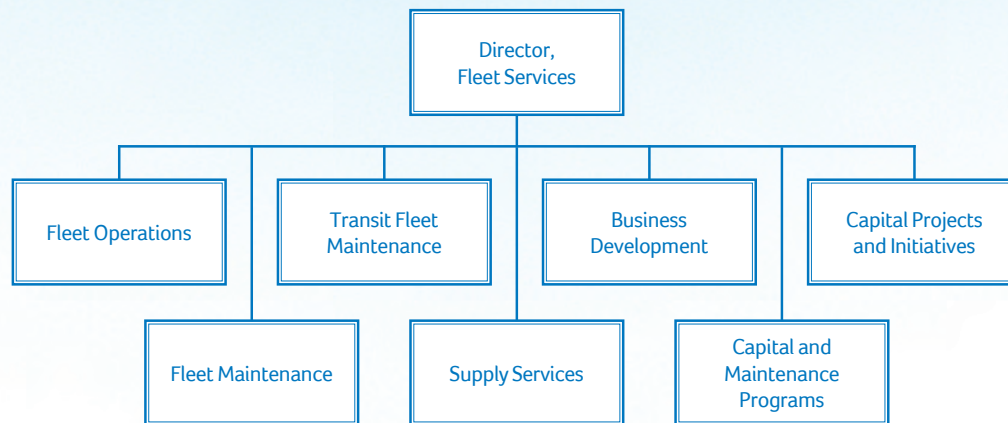 Director,
Fleet Services
Fleet Operations
Transit Fleet
Maintenance
Business
Development
Capital Projects
and Initiatives
Fleet Maintenance
Supply Services
Capital and
Maintenance
Programs